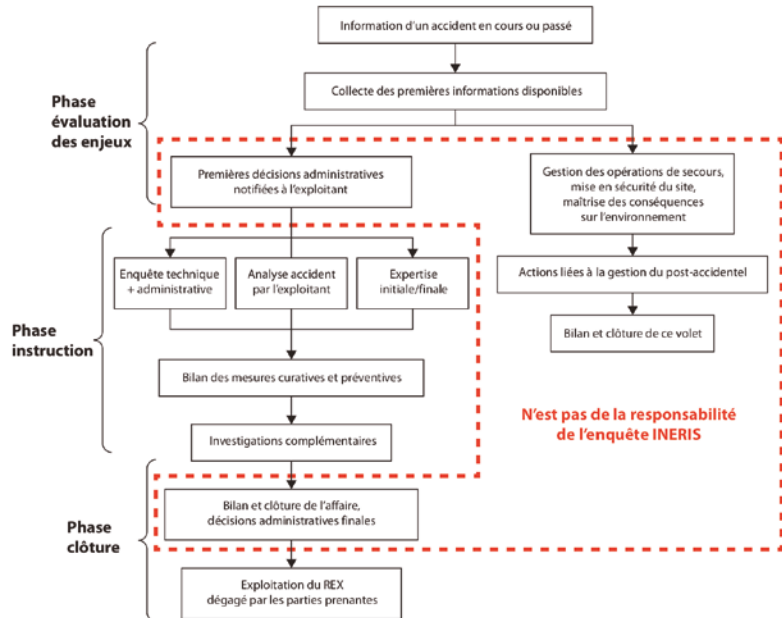 Information d'un accident en cours ou passé
Collecte des premières informations disponibles
Phase
évaluation
des enjeux
Premières décisions administratives
notifiées à l'exploitant
Gestion des opérations de secours,
mise en sécurité du site,
maîtrise des conséquences
sur l'environnement
Enquête technique
+ administrative
Analyse accident
par l'exploitant
Expertise
initiale/finale
Actions liées à la gestion du post-accidentel
Phase
instruction
Bilan et clôture de ce volet
Bilan des mesures curatives et préventives
N'est pas de la responsabilité
de l'enquête INERIS
Investigations complémentaires
Phase
clôture
Bilan et clôture de l'affaire,
décisions administratives finales
Exploitation du REX
dégagé par les parties prenantes